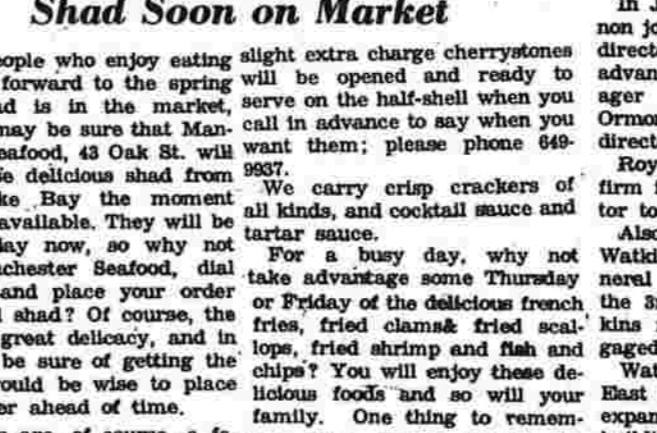 Shad Soon on Market
eople who enjoy eating
forward to the spring
ad is in the market,
may be sure that Man-
eafood, 43 Oak St. will
e delicious shad from
ke Bay the moment
available. They will be
lay now, so why not
chester Seafood, dial
and place your order
shad? Of course, the
great delicacy, and in
be sure of getting the
ould be wise to place
er ahead of time.
slight extra charge cherrystones
will be opened and ready to
serve on the half-shell when you
call in advance to say when you
want them; please phone 649-
9937.
We carry crisp crackers of
all kinds, and cocktail sauce and
tartar sauce.
For a busy day, why not
take advantage some Thursday
or Friday of the delicious french
fries, fried clams& fried scal-
lops, fried shrimp and fish and
chips? You will enjoy these de-
licious foods and so will your
family. One thing to remem-
in J
non jo
direct
advan
ager
Ormo
direct
Roy
firm
tor to
Also
Watki
neral
the 3
kins
gaged
Wat
East
expan